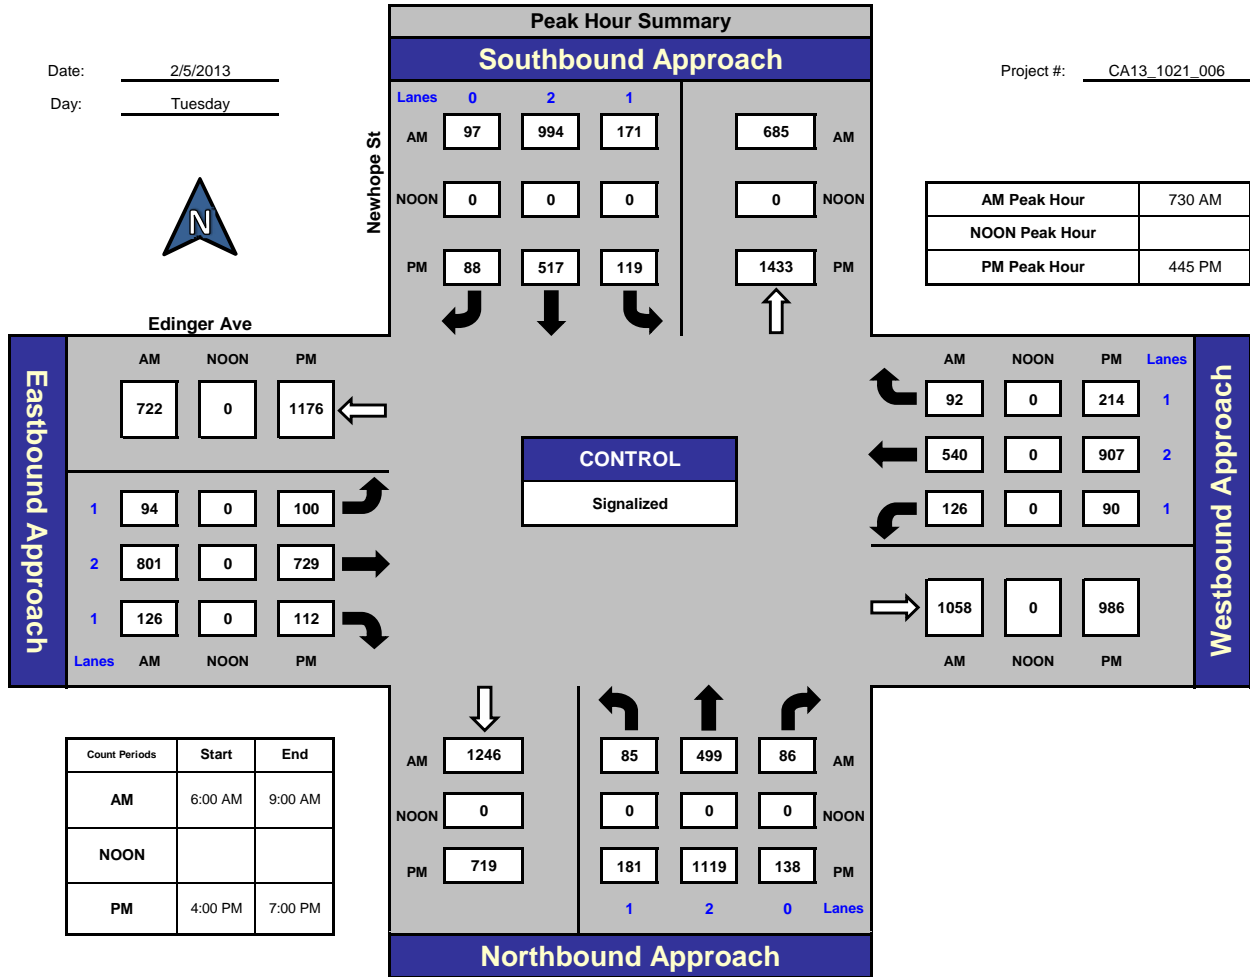 Peak Hour Summary
Southbound Approach
Date: 2/5/2013
Project #: CA13_1021_006
Day: Tuesday
Lanes 0 2 1
AM 97 994 171 685 AM
Newhope St
N
NOON 0 0 0 0 NOON
PM 88 517 119 1433 PM
AM Peak Hour 730 AM
NOON Peak Hour
PM Peak Hour 445 PM
Edinger Ave
Eastbound Approach
AM NOON PM
722 0 1176
1 94 0 100
2 801 0 729
1 126 0 112
Lanes AM NOON PM
CONTROL
Signalized
AM NOON PM Lanes
92 0 214 1
540 0 907 2
126 0 90 1
1058 0 986
AM NOON PM
Westbound Approach
Count Periods Start End
AM 6:00 AM 9:00 AM
NOON
PM 4:00 PM 7:00 PM
AM 1246 85 499 86 AM
NOON 0 0 0 0 NOON
PM 719 181 1119 138 PM
1 2 0 Lanes
Northbound Approach